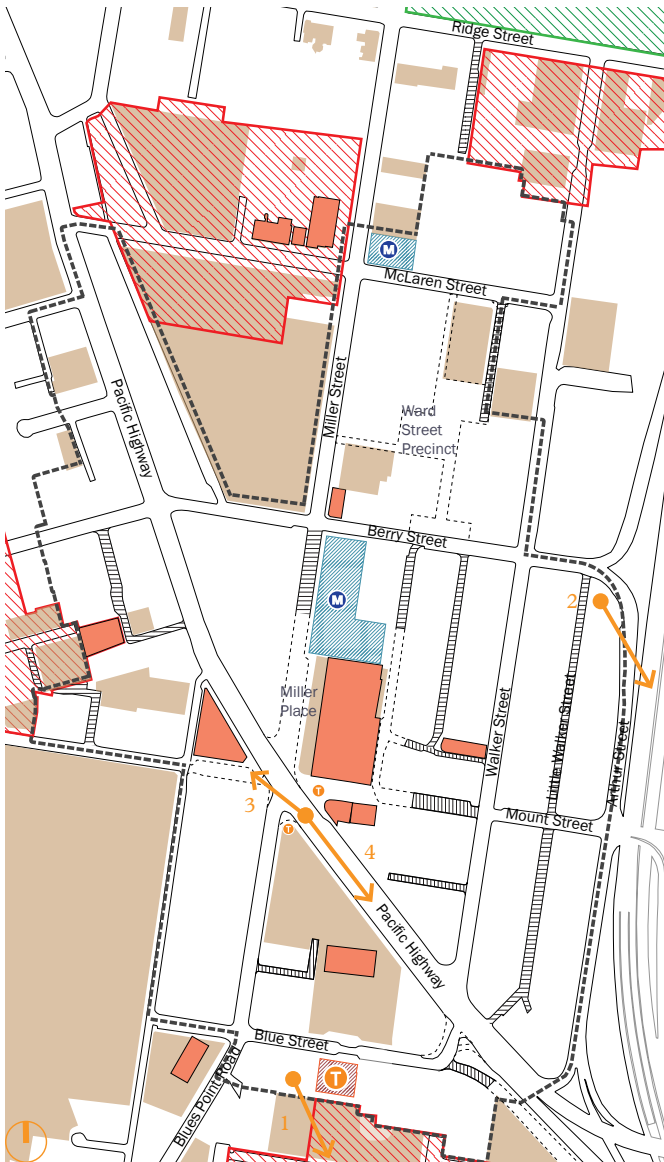 Ridge Street
M
McLaren Street
Miller Street
Pacific Highway
Ward
Street
Precinct
Berry Street
M
2
Miller
Place
Walker Street
Little Walker Street
Arthur Street
3
T
T
Mount Street
4
Pacific Highway
Blue Street
T
Blues Point Road
1